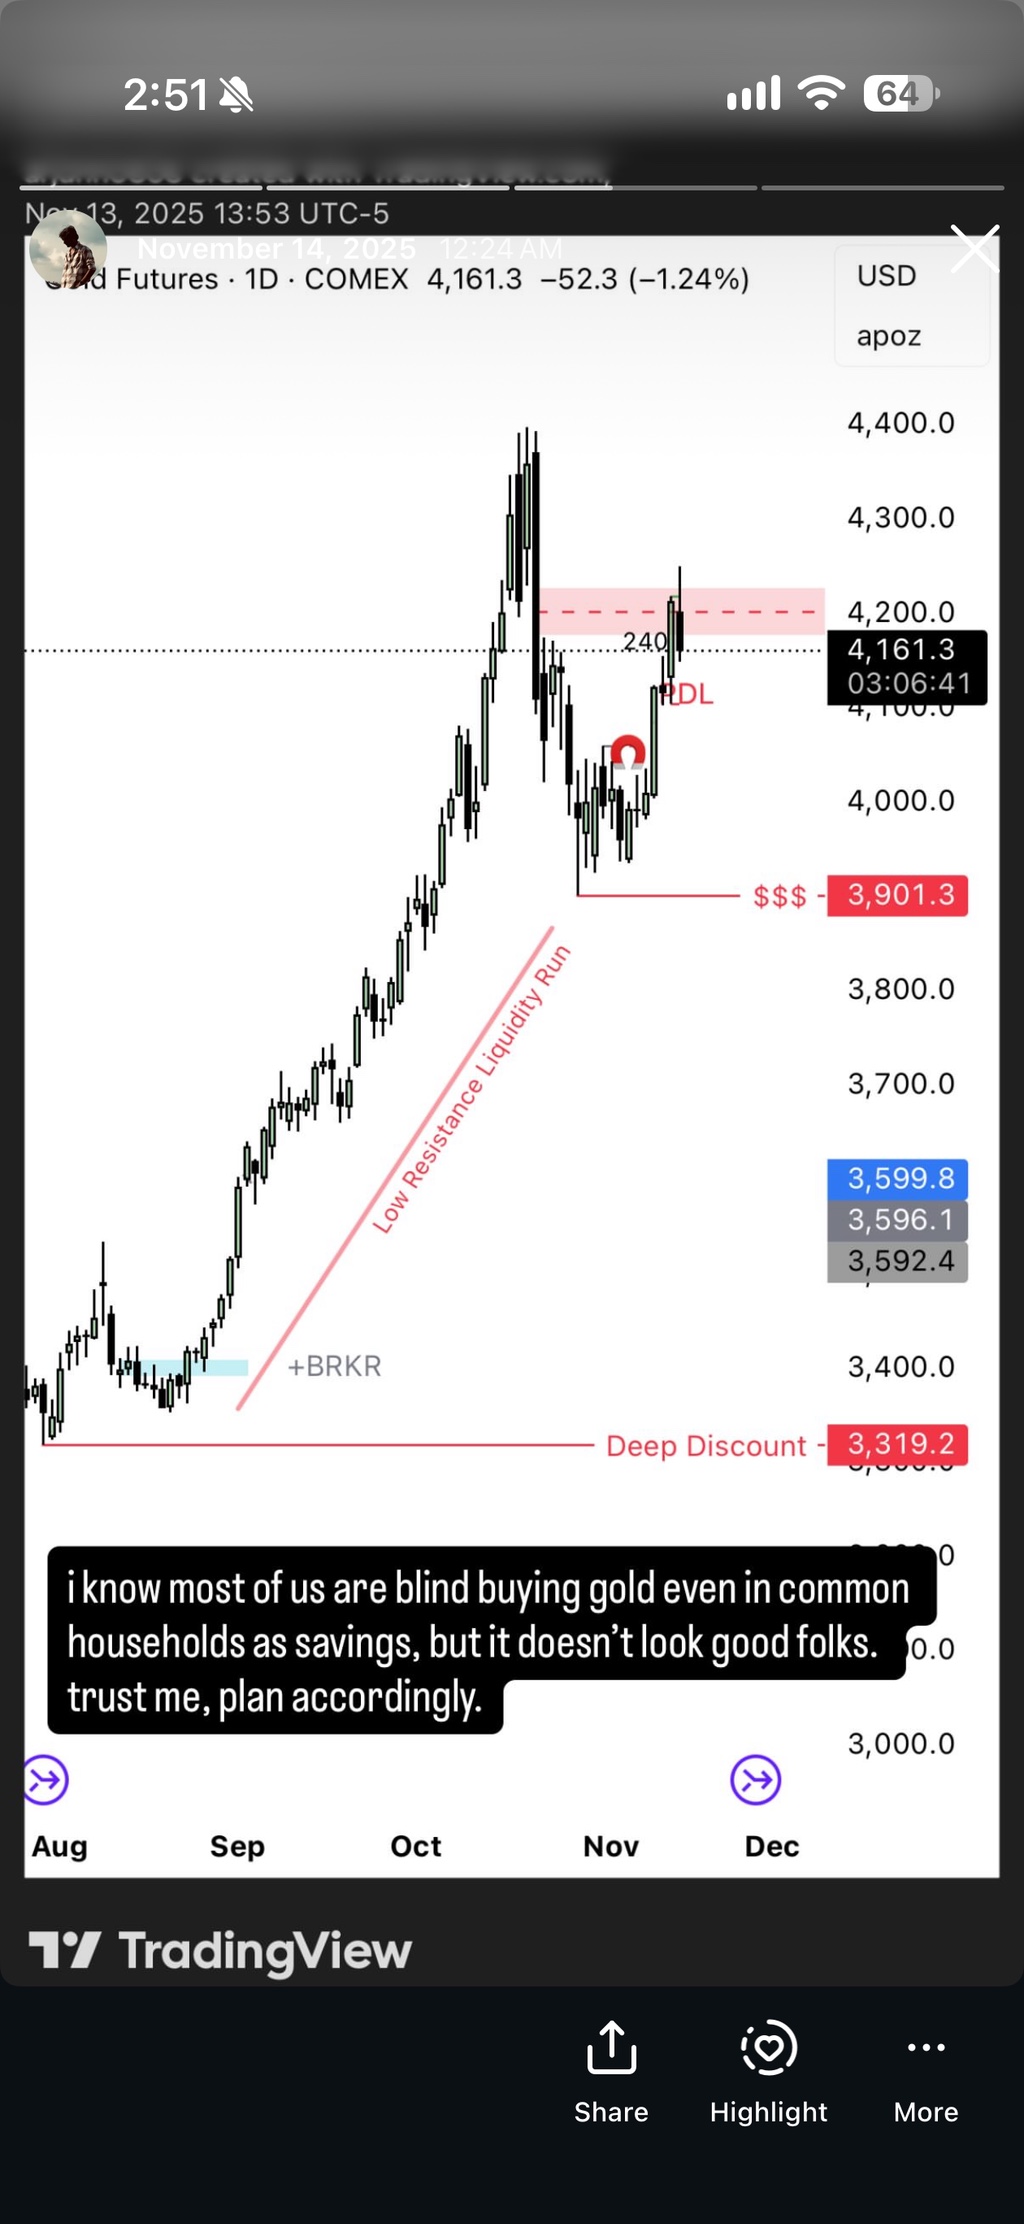 2:51
64
Nov 13, 2025 13:53 UTC-5
November 14, 2025 12:24 AM
Futures · 1D · COMEX 4,161.3 −52.3 (−1.24%)
USD
apoz
4,400.0
4,300.0
4,200.0
240
4,161.3
03:06:41
PDL
4,100.0
4,000.0
$$$
3,901.3
Low Resistance Liquidity Run
3,800.0
3,700.0
3,599.8
3,596.1
3,592.4
+BRKR
3,400.0
Deep Discount
3,319.2
i know most of us are blind buying gold even in common
households as savings, but it doesn't look good folks.
trust me, plan accordingly.
3,000.0
Aug Sep Oct Nov Dec
TradingView
Share Highlight More